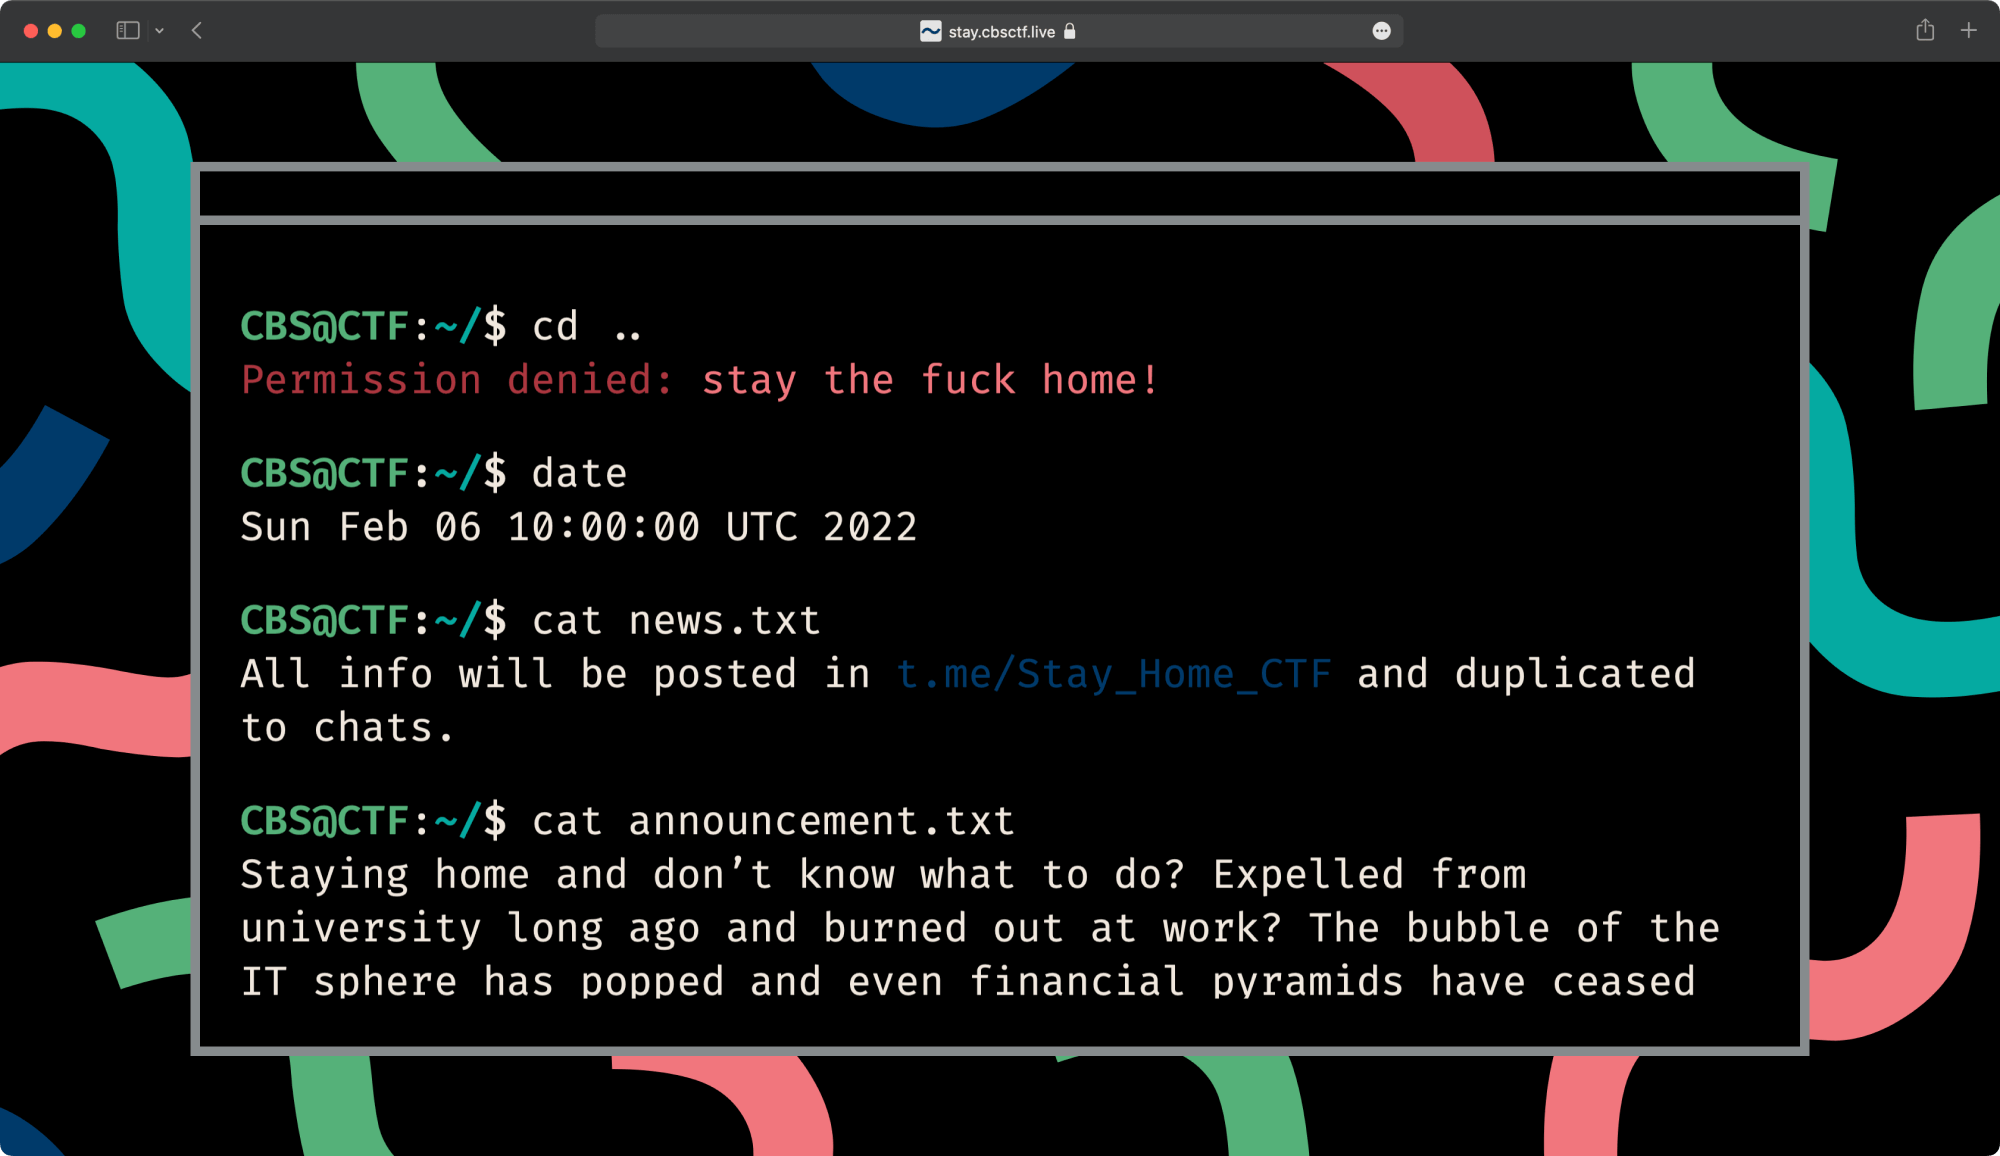 stay.cbsctf.live
CBS@CTF:~/$ cd ..
Permission denied: stay the fuck home!
CBS@CTF:~/$ date
Sun Feb 06 10:00:00 UTC 2022
CBS@CTF:~/$ cat news.txt
All info will be posted in t.me/Stay_Home_CTF and duplicated
to chats.
CBS@CTF:~/$ cat announcement.txt
Staying home and don’t know what to do? Expelled from
university long ago and burned out at work? The bubble of the
IT sphere has popped and even financial pyramids have ceased